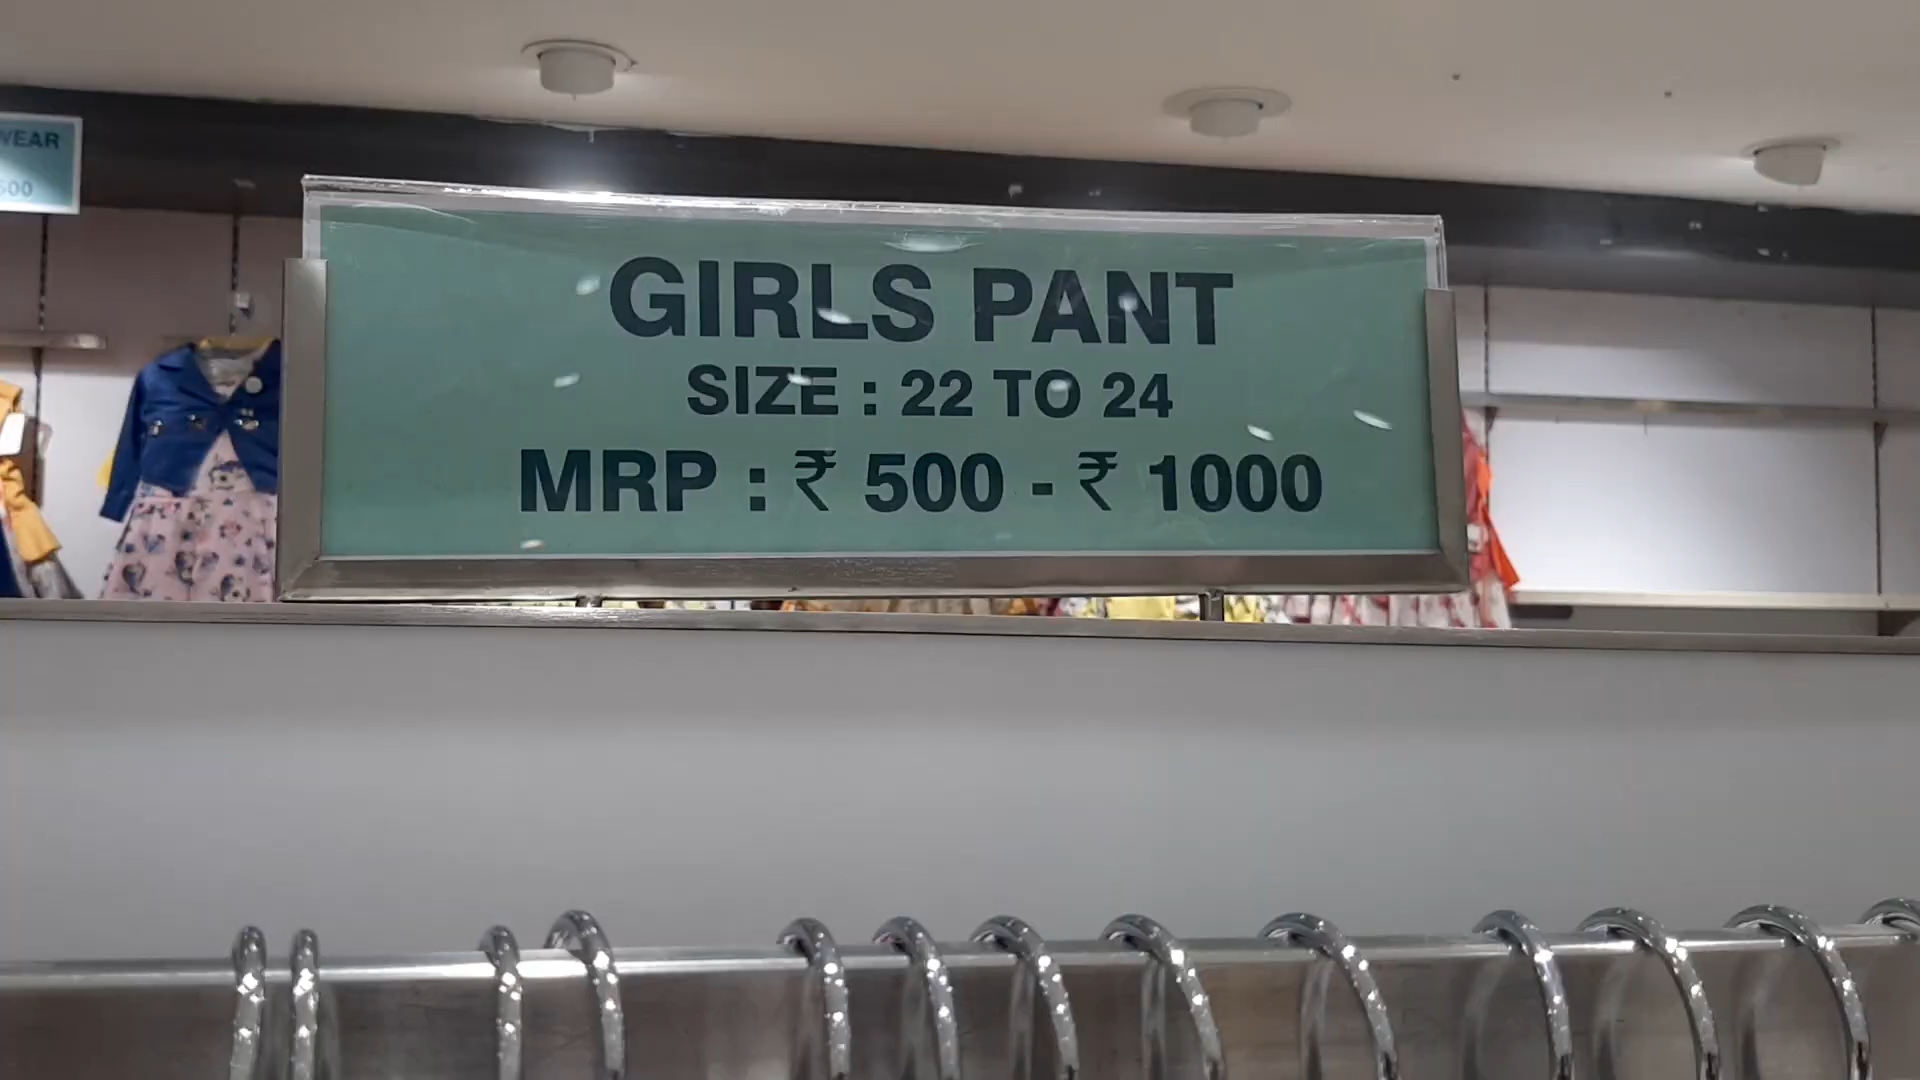 GIRLS PANT
SIZE : 22 TO 24
MRP : ₹ 500 - ₹ 1000